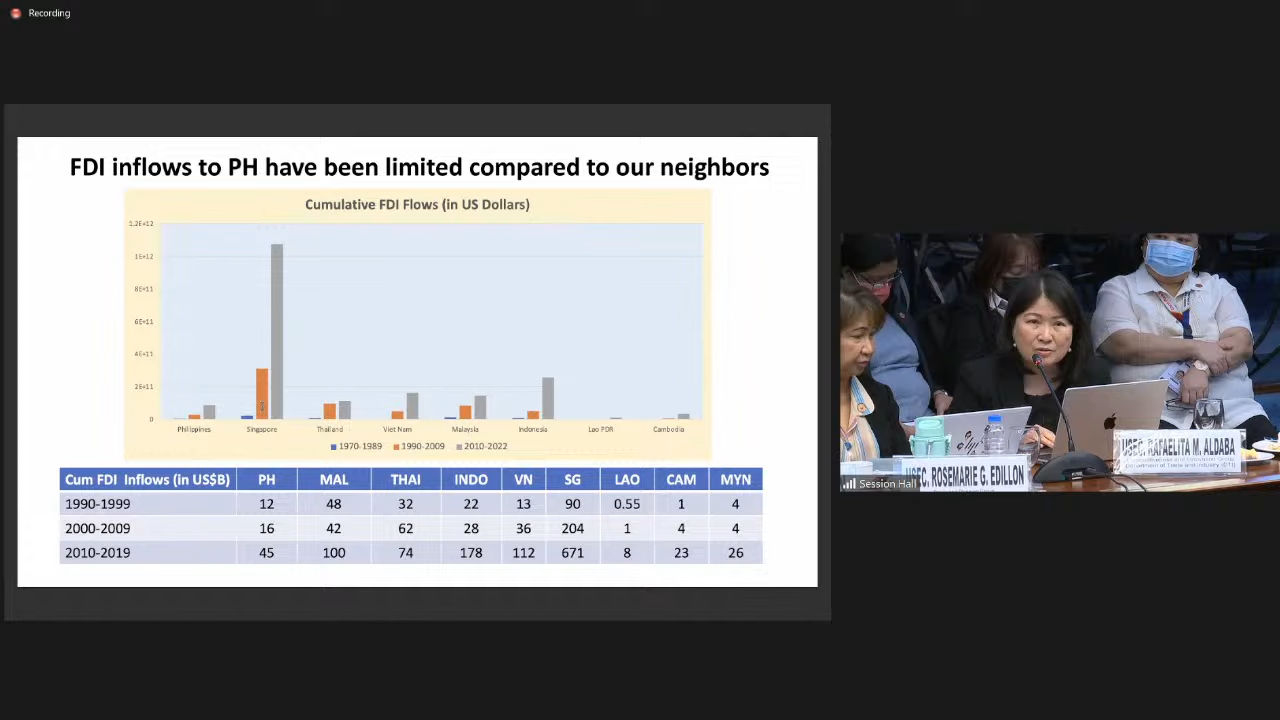 Recording
FDI inflows to PH have been limited compared to our neighbors
Cumulative FDI Flows (in US Dollars)
1.2E+12
1E+12
8E+11
6E+11
4E+11
2E+11
0
Philippines Singapore Thailand Viet Nam Malaysia Indonesia Lao PDR Cambodia
1970-1989 1990-2009 2010-2022
Cum FDI Inflows (in US$B) PH MAL THAI INDO VN SG LAO CAM MYN
1990-1999 12 48 32 22 13 90 0.55 1 4
2000-2009 16 42 62 28 36 204 1 4 4
2010-2019 45 100 74 178 112 671 8 23 26
USEC. ROSEMARIE G. EDILLON
USEC. RAFAELITA M. ALDABA
Department of Trade and Industry (DTI)
Session Hall